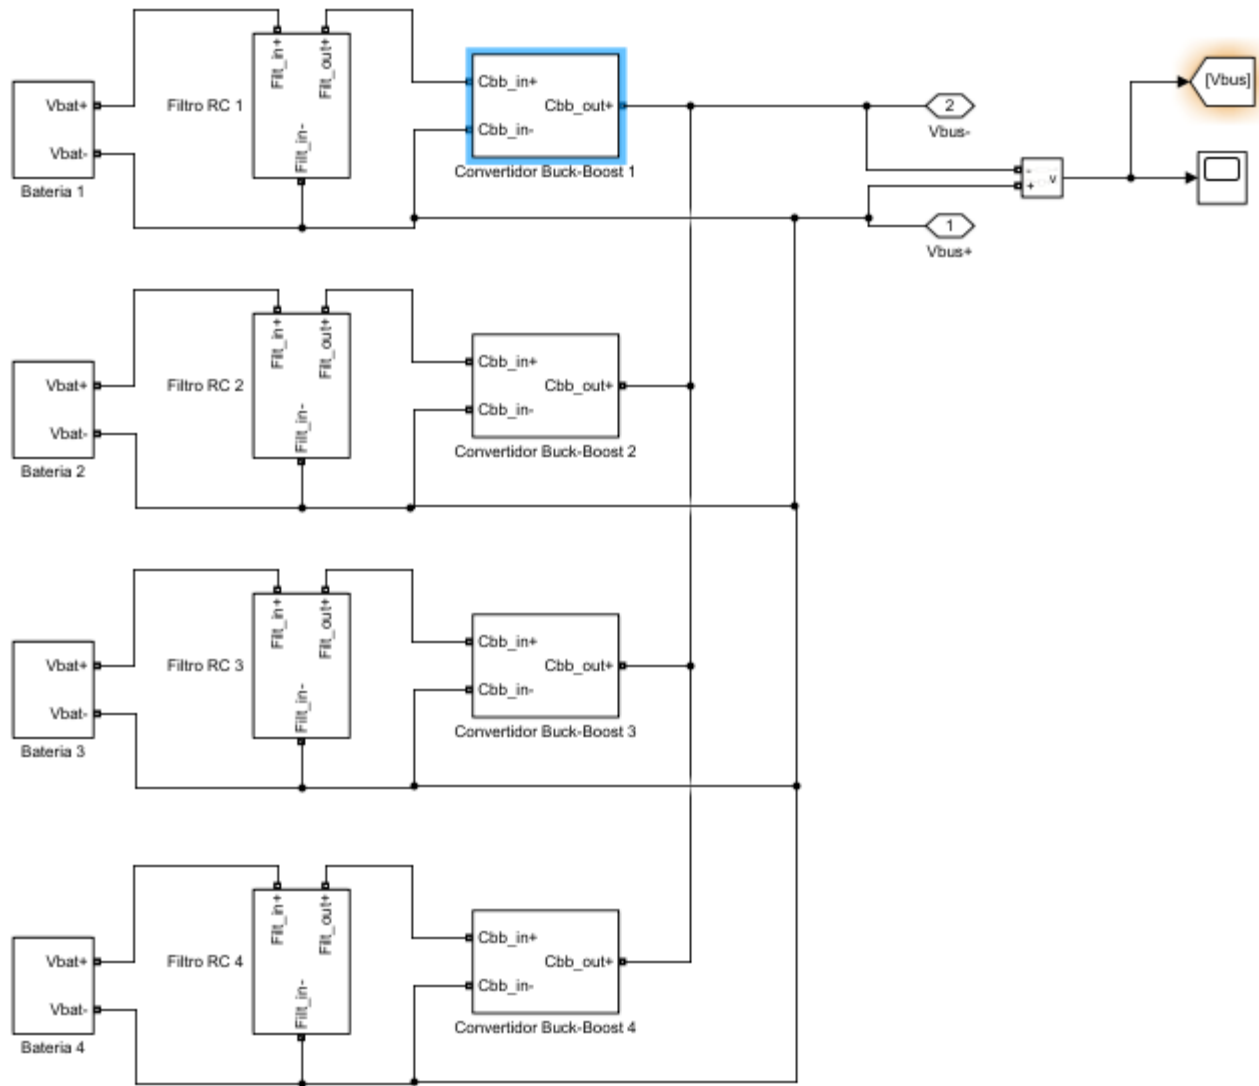 Vbat+
Vbat-
Bateria 1
Filtro RC 1
Filt_in+
Filt_out+
Filt_in-
Cbb_in+
Cbb_in-
Cbb_out+
Convertidor Buck-Boost 1
2
Vbus-
1
Vbus+
-
+
v
[Vbus]
Vbat+
Vbat-
Bateria 2
Filtro RC 2
Filt_in+
Filt_out+
Filt_in-
Cbb_in+
Cbb_in-
Cbb_out+
Convertidor Buck-Boost 2
Vbat+
Vbat-
Bateria 3
Filtro RC 3
Filt_in+
Filt_out+
Filt_in-
Cbb_in+
Cbb_in-
Cbb_out+
Convertidor Buck-Boost 3
Vbat+
Vbat-
Bateria 4
Filtro RC 4
Filt_in+
Filt_out+
Filt_in-
Cbb_in+
Cbb_in-
Cbb_out+
Convertidor Buck-Boost 4